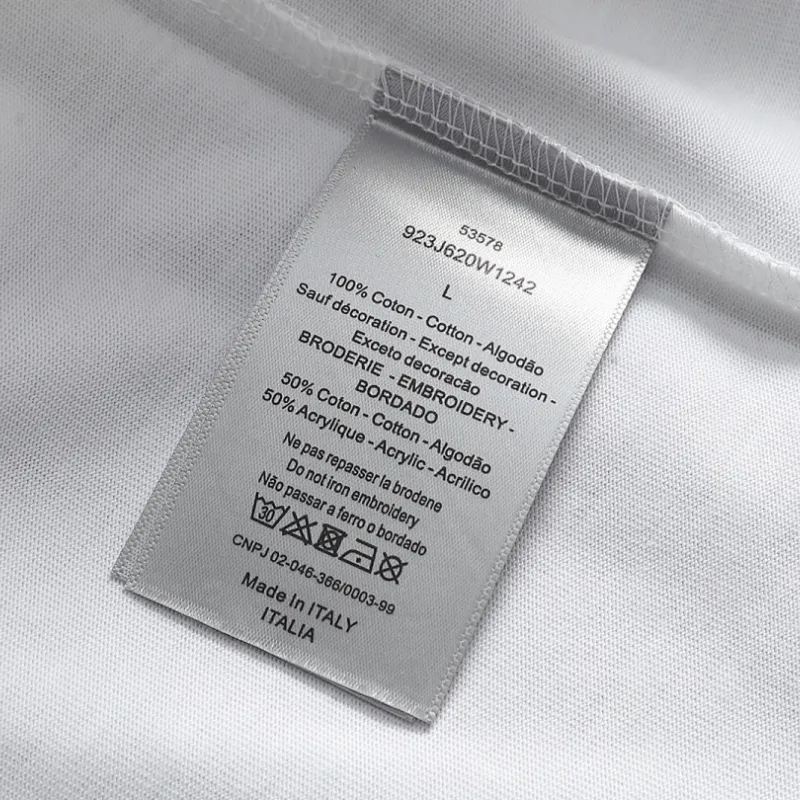 53578
923J620W1242
L
100% Coton - Cotton - Algodão
Sauf décoration - Except decoration -
Exceto decoracão
BRODERIE - EMBROIDERY -
BORDADO
50% Coton - Cotton - Algodão
50% Acrylique - Acrylic - Acrilico
Ne pas repasser la brodene
Do not iron embroidery
Não passar a ferro o bordado
30
CNPJ 02-046-366/0003-99
Made In ITALY
ITALIA